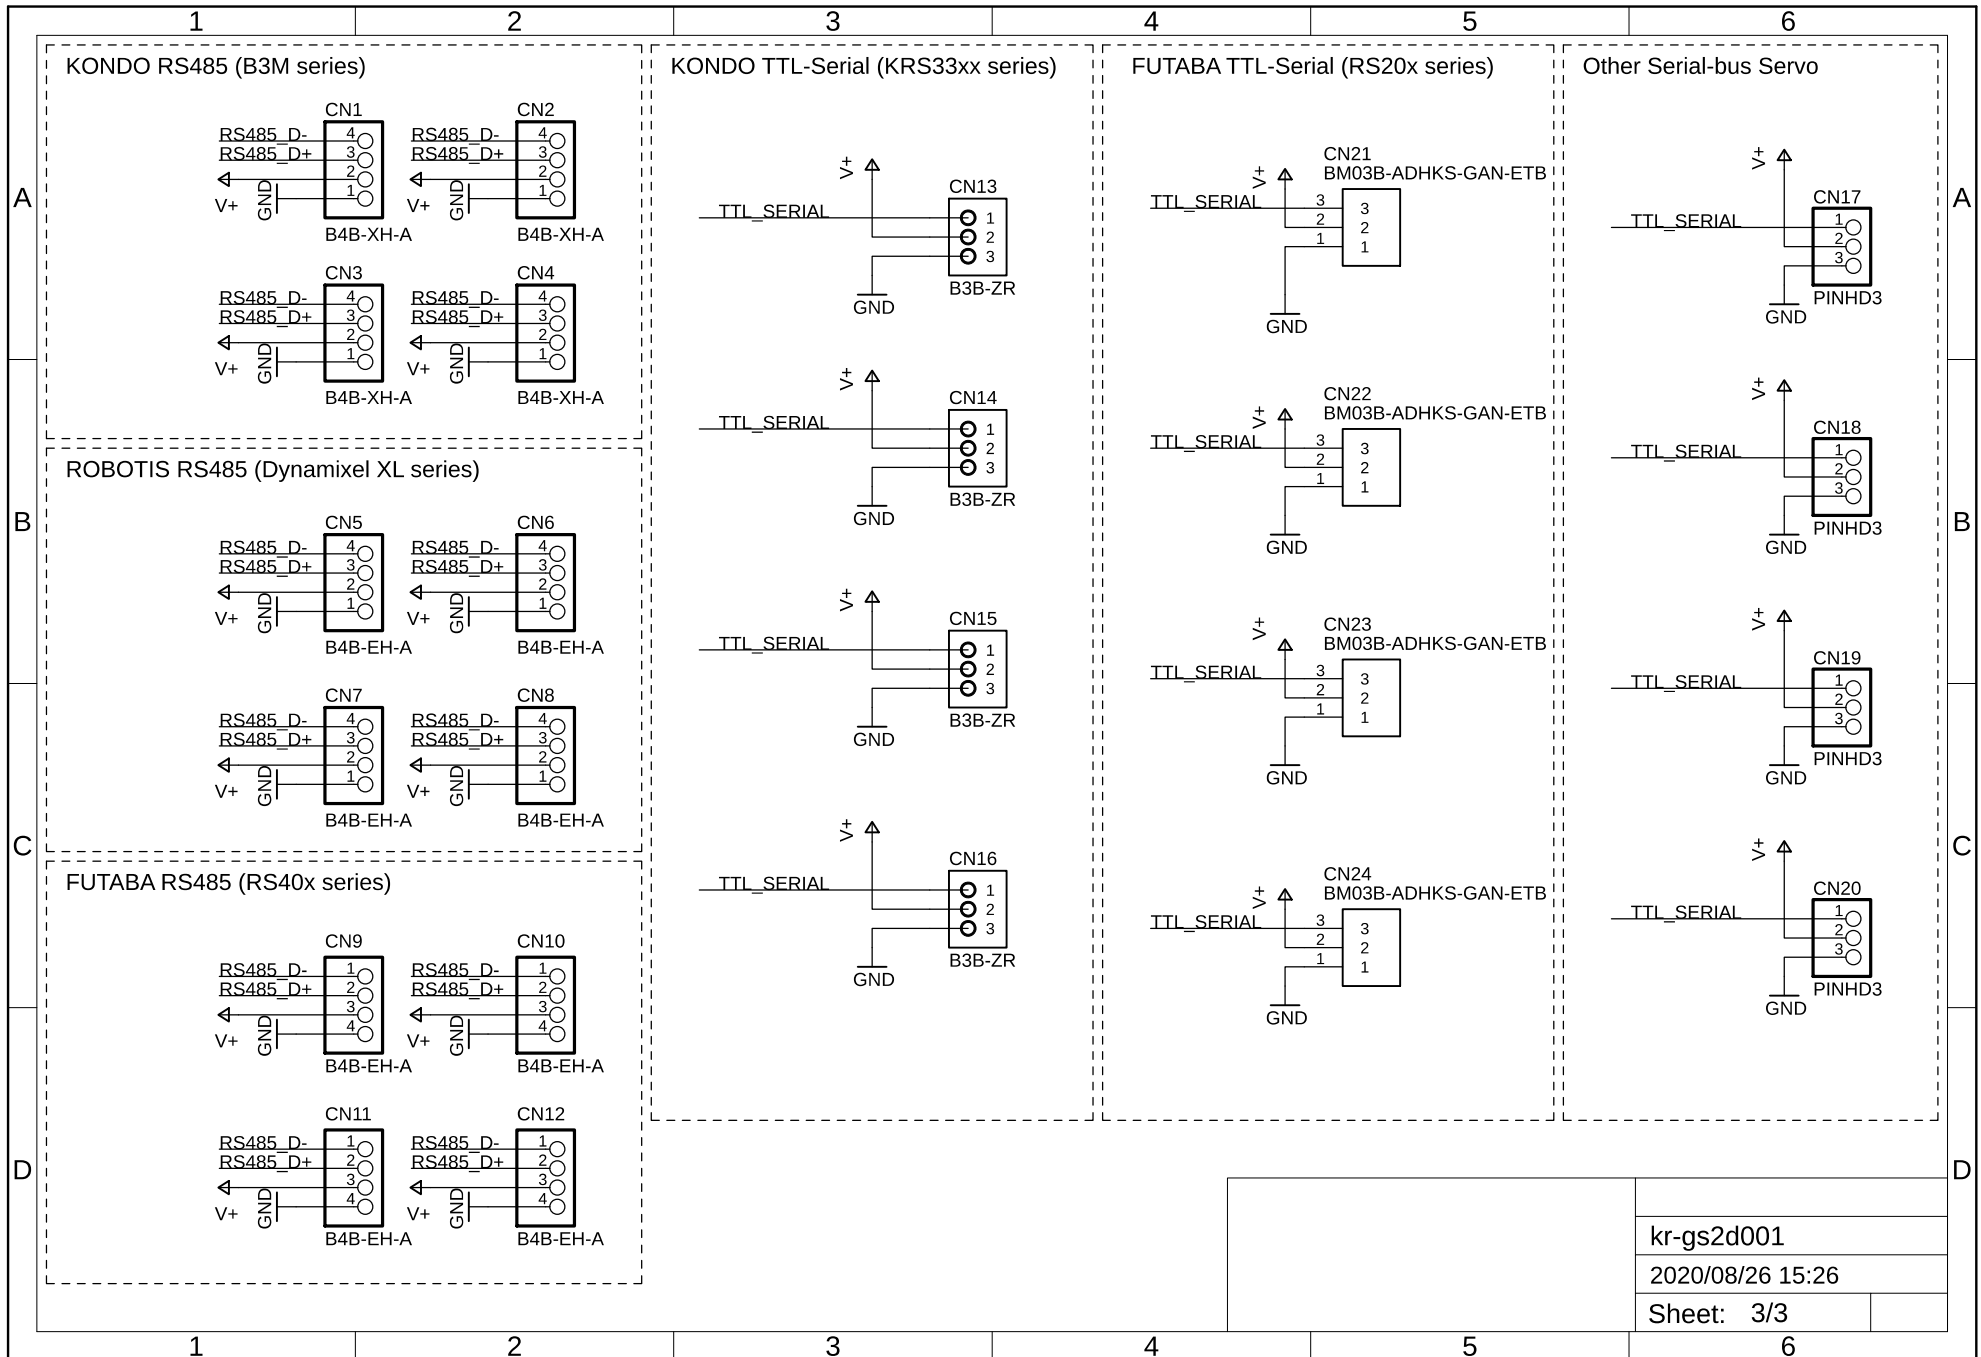 1 2 3 4 5 6
KONDO RS485 (B3M series)
CN1
RS485_D- 4
RS485_D+ 3
2
V+ GND 1
B4B-XH-A
CN2
RS485_D- 4
RS485_D+ 3
2
V+ GND 1
B4B-XH-A
CN3
RS485_D- 4
RS485_D+ 3
2
V+ GND 1
B4B-XH-A
CN4
RS485_D- 4
RS485_D+ 3
2
V+ GND 1
B4B-XH-A
ROBOTIS RS485 (Dynamixel XL series)
CN5
RS485_D- 4
RS485_D+ 3
2
V+ GND 1
B4B-EH-A
CN6
RS485_D- 4
RS485_D+ 3
2
V+ GND 1
B4B-EH-A
CN7
RS485_D- 4
RS485_D+ 3
2
V+ GND 1
B4B-EH-A
CN8
RS485_D- 4
RS485_D+ 3
2
V+ GND 1
B4B-EH-A
FUTABA RS485 (RS40x series)
CN9
RS485_D- 1
RS485_D+ 2
3
V+ GND 4
B4B-EH-A
CN10
RS485_D- 1
RS485_D+ 2
3
V+ GND 4
B4B-EH-A
CN11
RS485_D- 1
RS485_D+ 2
3
V+ GND 4
B4B-EH-A
CN12
RS485_D- 1
RS485_D+ 2
3
V+ GND 4
B4B-EH-A
KONDO TTL-Serial (KRS33xx series)
V+
CN13
TTL_SERIAL 1
2
3
B3B-ZR
GND
V+
CN14
TTL_SERIAL 1
2
3
B3B-ZR
GND
V+
CN15
TTL_SERIAL 1
2
3
B3B-ZR
GND
V+
CN16
TTL_SERIAL 1
2
3
B3B-ZR
GND
FUTABA TTL-Serial (RS20x series)
CN21
BM03B-ADHKS-GAN-ETB
V+
TTL_SERIAL 3 3
2 2
1 1
GND
CN22
BM03B-ADHKS-GAN-ETB
V+
TTL_SERIAL 3 3
2 2
1 1
GND
CN23
BM03B-ADHKS-GAN-ETB
V+
TTL_SERIAL 3 3
2 2
1 1
GND
CN24
BM03B-ADHKS-GAN-ETB
V+
TTL_SERIAL 3 3
2 2
1 1
GND
Other Serial-bus Servo
V+
CN17
TTL_SERIAL 1
2
3
PINHD3
GND
V+
CN18
TTL_SERIAL 1
2
3
PINHD3
GND
V+
CN19
TTL_SERIAL 1
2
3
PINHD3
GND
V+
CN20
TTL_SERIAL 1
2
3
PINHD3
GND
A A
B B
C C
D D
kr-gs2d001
2020/08/26 15:26
Sheet: 3/3
1 2 3 4 5 6